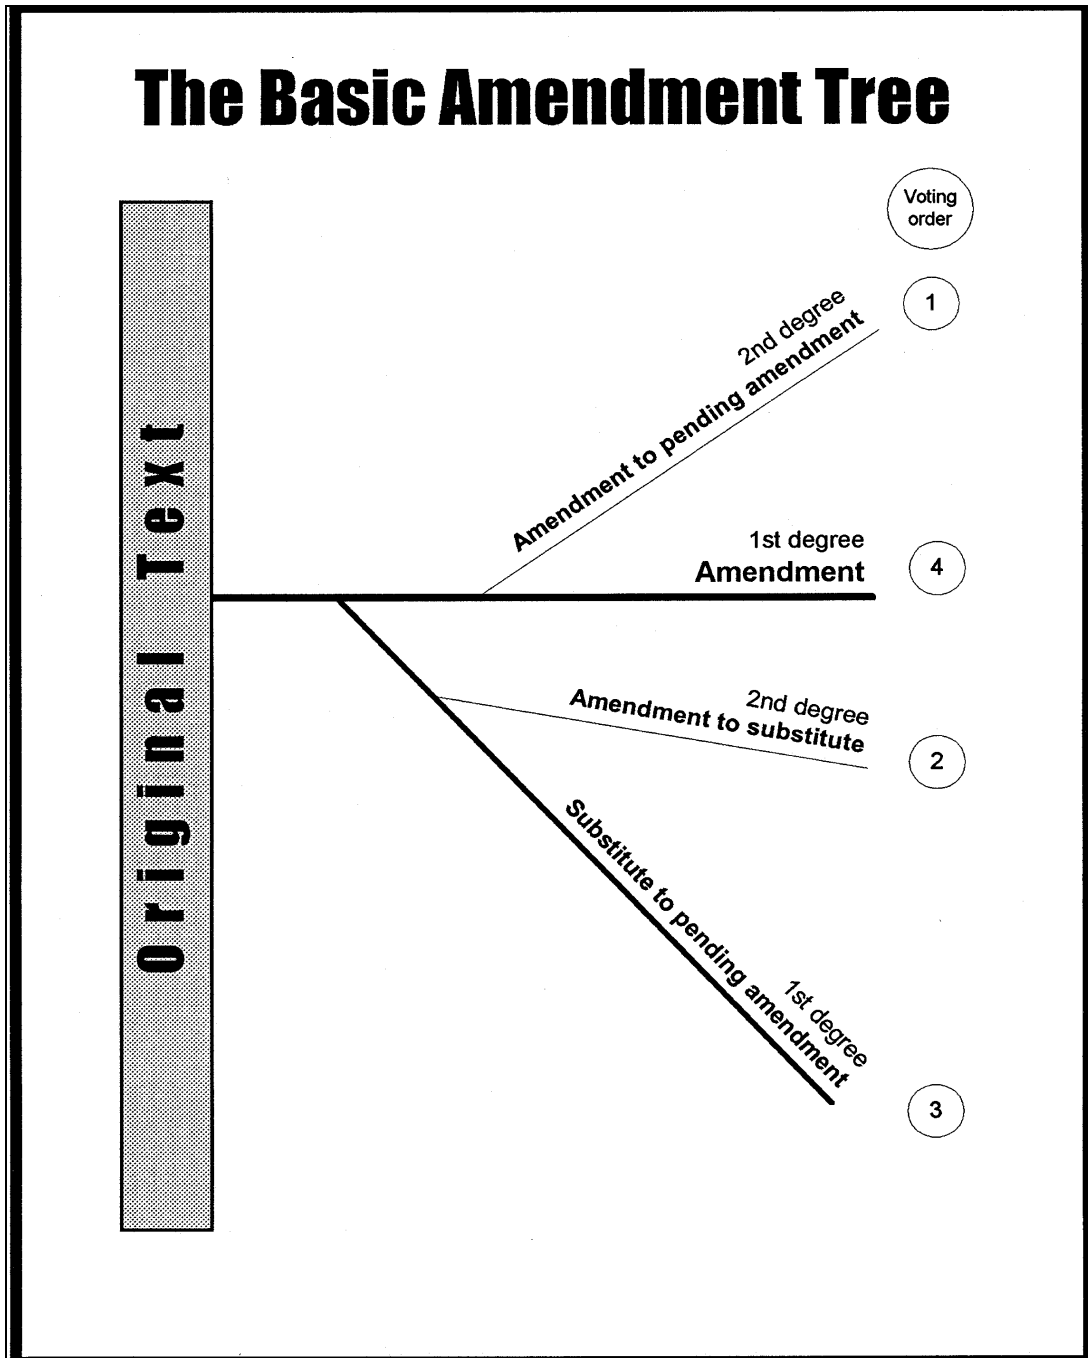 The Basic Amendment Tree
Voting
order
Original Text
2nd degree
Amendment to pending amendment
1
1st degree
Amendment
4
2nd degree
Amendment to substitute
2
1st degree
Substitute to pending amendment
3